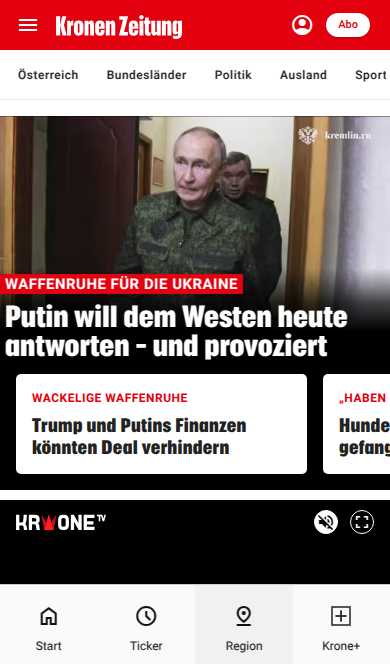 Kronen Zeitung
Abo
Österreich Bundesländer Politik Ausland Sport
kremlin.ru
WAFFENRUHE FÜR DIE UKRAINE
Putin will dem Westen heute
antworten – und provoziert
WACKELIGE WAFFENRUHE
Trump und Putins Finanzen
könnten Deal verhindern
„HABEN
Hunde
gefang
KRONE TV
Start Ticker Region Krone+